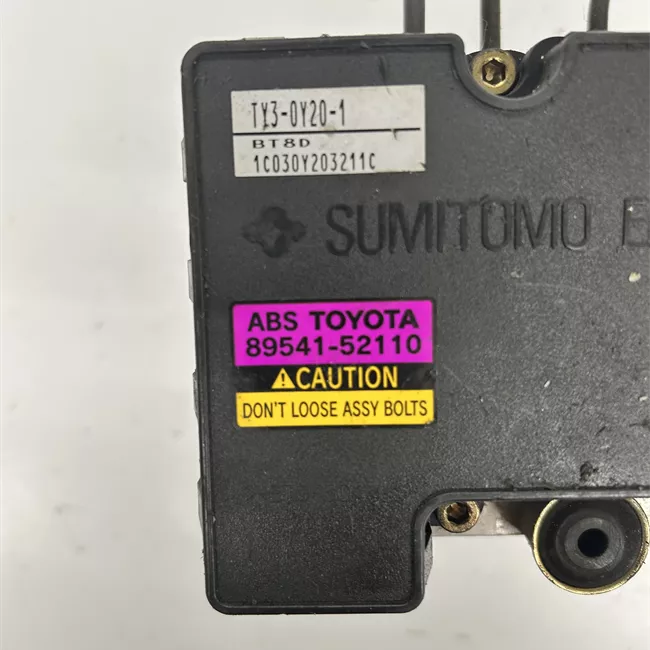 TY3-0Y20-1
BT8D
1C030Y203211C
SUMITOMO
ABS TOYOTA
89541-52110
CAUTION
DON'T LOOSE ASSY BOLTS